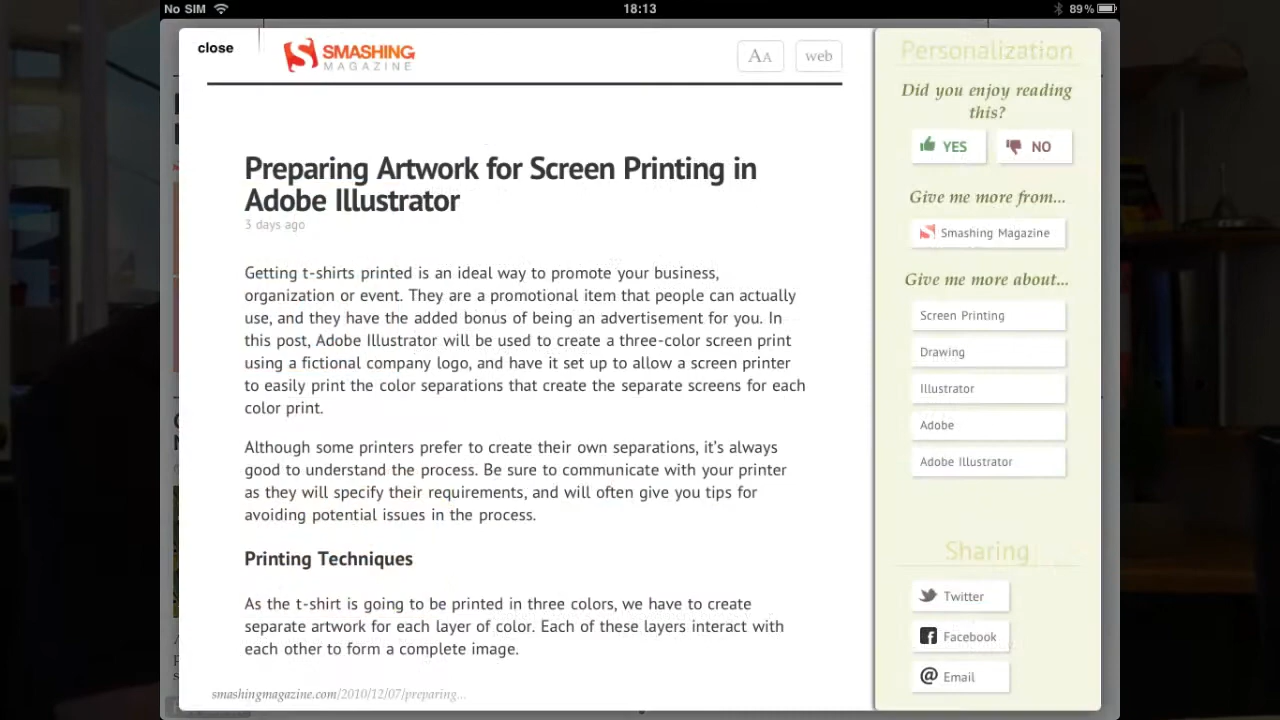 No SIM
18:13
89%
close
SMASHING
MAGAZINE
AA
web
Preparing Artwork for Screen Printing in
Adobe Illustrator
3 days ago
Getting t-shirts printed is an ideal way to promote your business,
organization or event. They are a promotional item that people can actually
use, and they have the added bonus of being an advertisement for you. In
this post, Adobe Illustrator will be used to create a three-color screen print
using a fictional company logo, and have it set up to allow a screen printer
to easily print the color separations that create the separate screens for each
color print.
Although some printers prefer to create their own separations, it's always
good to understand the process. Be sure to communicate with your printer
as they will specify their requirements, and will often give you tips for
avoiding potential issues in the process.
Printing Techniques
As the t-shirt is going to be printed in three colors, we have to create
separate artwork for each layer of color. Each of these layers interact with
each other to form a complete image.
smashingmagazine.com/2010/12/07/preparing...
Personalization
Did you enjoy reading
this?
YES
NO
Give me more from...
Smashing Magazine
Give me more about...
Screen Printing
Drawing
Illustrator
Adobe
Adobe Illustrator
Sharing
Twitter
Facebook
Email